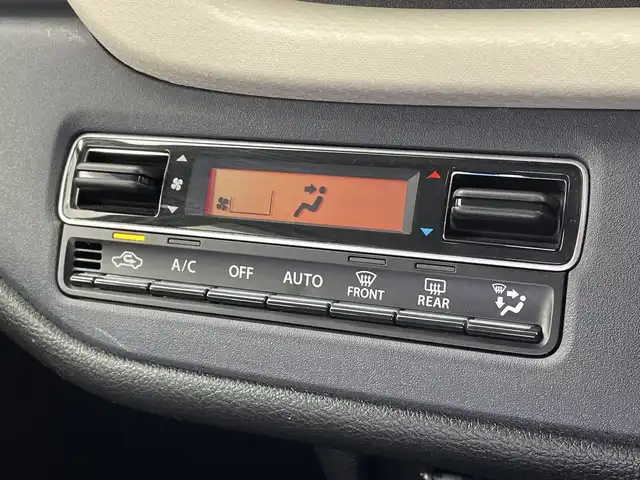 A/C OFF AUTO FRONT REAR